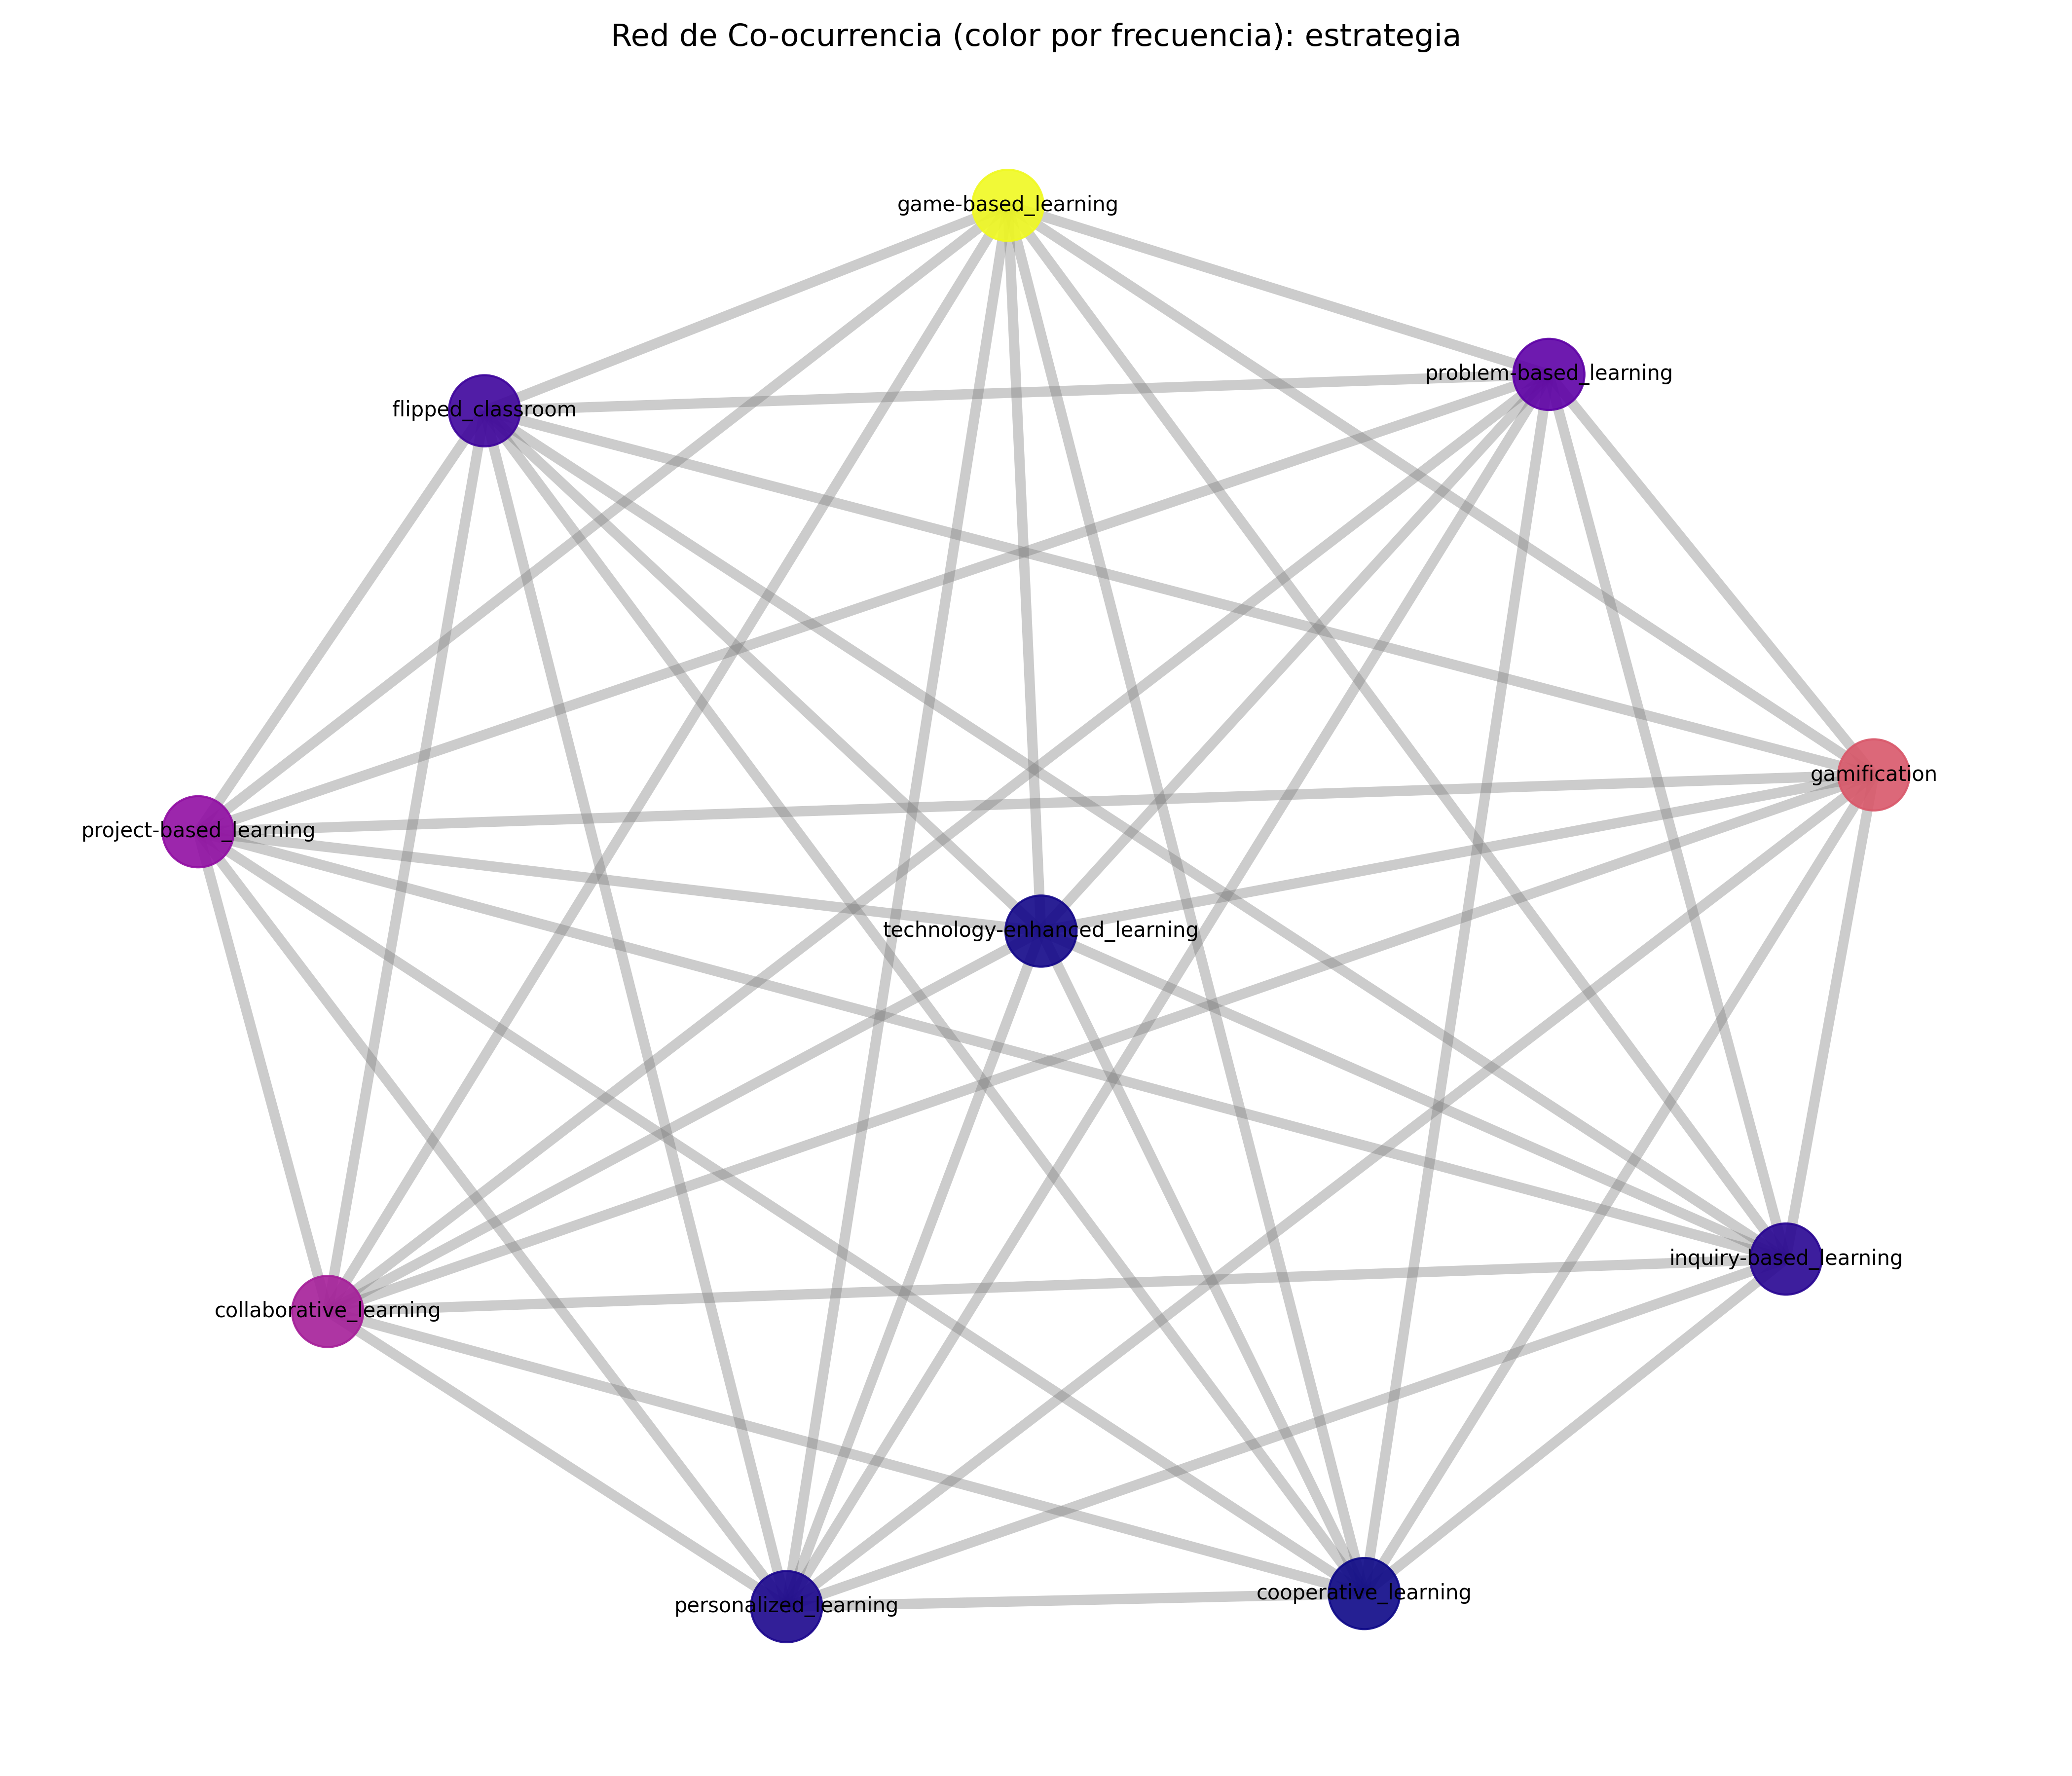 Red de Co-ocurrencia (color por frecuencia): estrategia
game-based_learning
problem-based_learning
flipped_classroom
gamification
project-based_learning
technology-enhanced_learning
inquiry-based_learning
collaborative_learning
cooperative_learning
personalized_learning